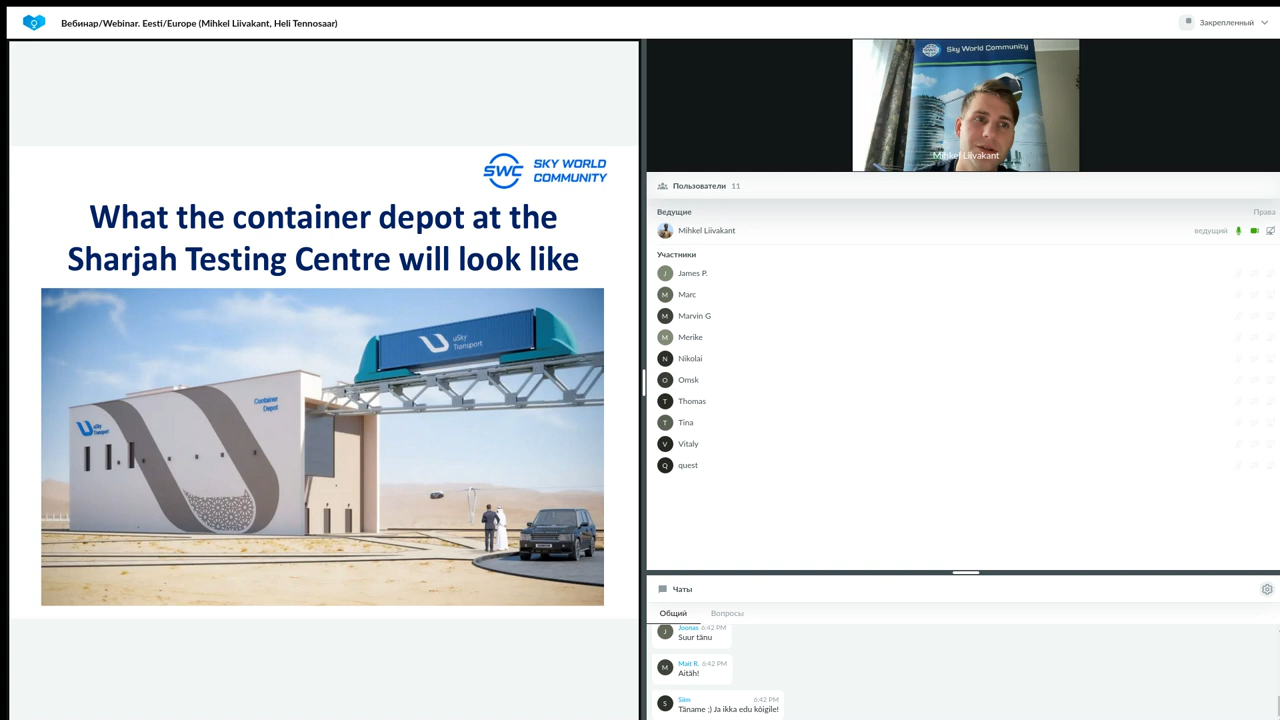 Вебинар/Webinar. Eesti/Europe (Mihkel Liivakant, Heli Tennosaar)
Закрепленный
SWC SKY WORLD
COMMUNITY
What the container depot at the
Sharjah Testing Centre will look like
uSky
Transport
Container
Depot
uSky
Transport
Sky World Community
Mihkel Liivakant
Пользователи 11
Ведущие Права
Mihkel Liivakant ведущий
Участники
J James P.
M Marc
M Marvin G
M Merike
N Nikolai
O Omsk
T Thomas
T Tina
V Vitaly
Q quest
Чаты
Общий Вопросы
J Joonas 6:42 PM
Suur tänu
M Mait R. 6:42 PM
Aitäh!
S Siim 6:42 PM
Täname ;) Ja ikka edu kõigile!